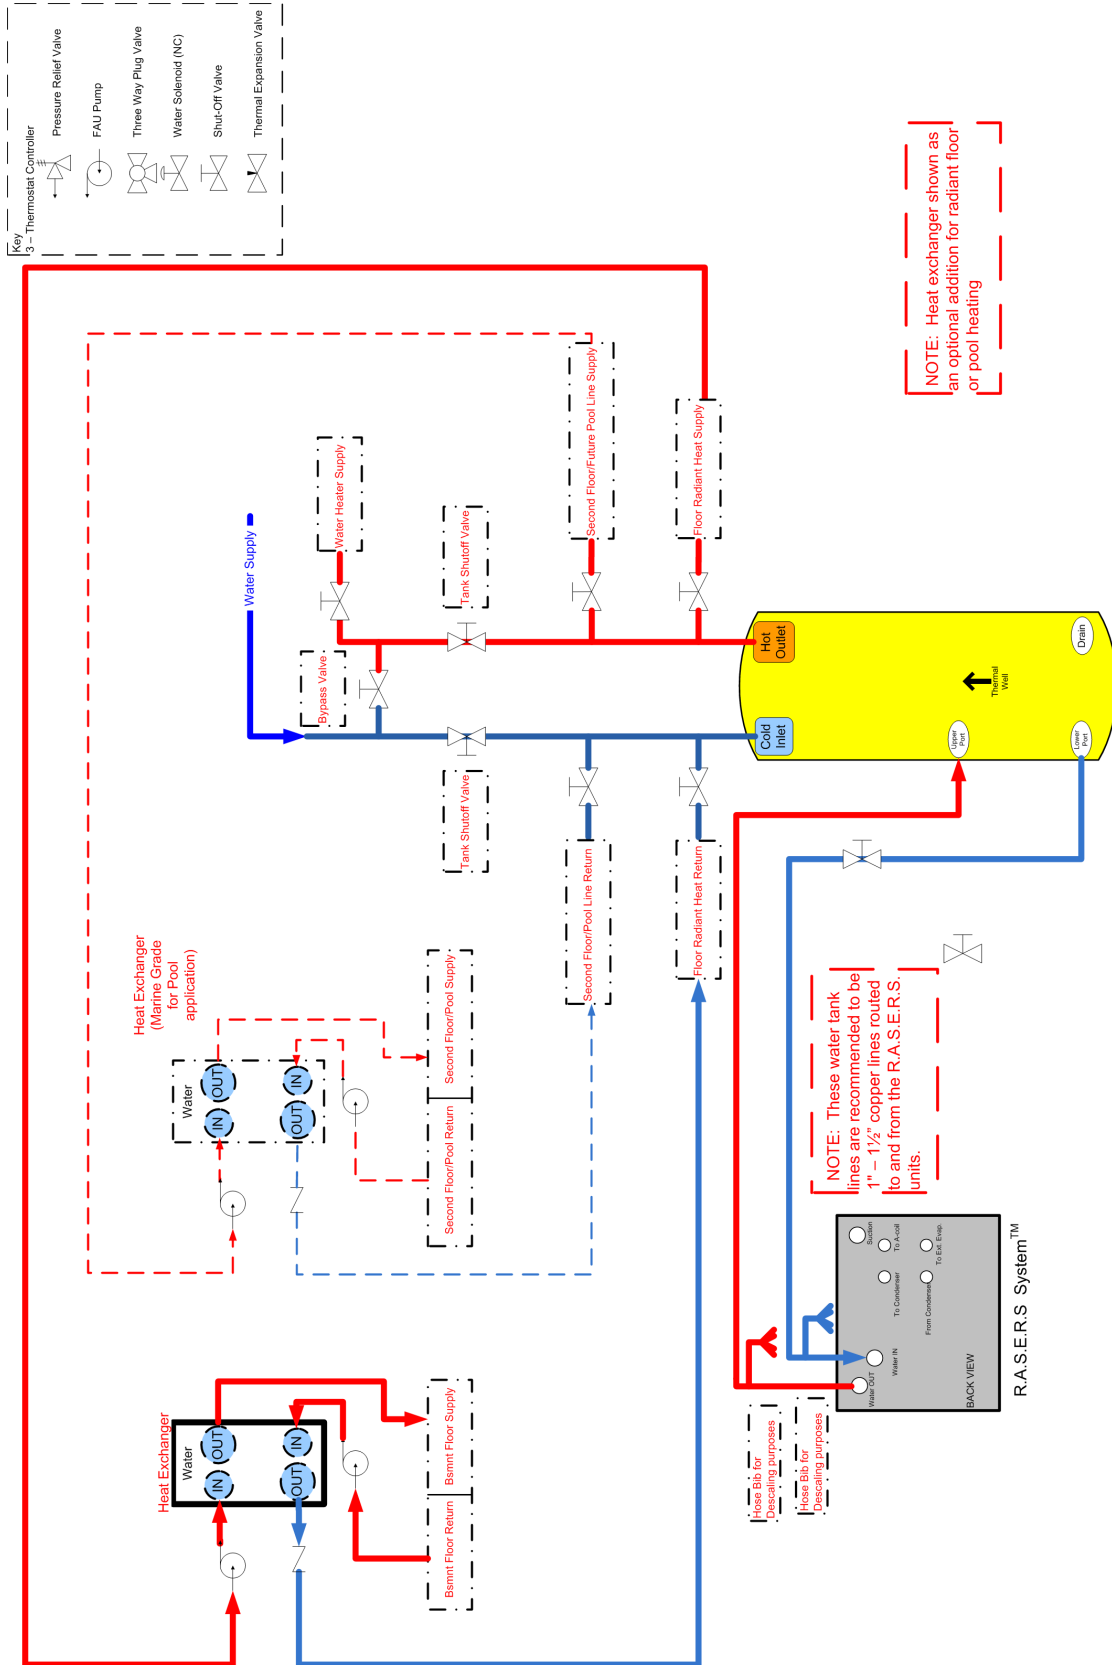 Key
3 – Thermostat Controller
Pressure Relief Valve
FAU Pump
Three Way Plug Valve
Water Solenoid (NC)
Shut-Off Valve
Thermal Expansion Valve
NOTE: Heat exchanger shown as
an optional addition for radiant floor
or pool heating
Water Supply
Water Heater Supply
Bypass Valve
Tank Shutoff Valve
Tank Shutoff Valve
Second Floor/Future Pool Line Supply
Floor Radiant Heat Supply
Second Floor/Pool Line Return
Floor Radiant Heat Return
Hot
Outlet
Cold
Inlet
Drain
Thermal
Well
Upper
Port
Lower
Port
Heat Exchanger
(Marine Grade
for Pool
application)
Water
IN
OUT
OUT
IN
Second Floor/Pool Return
Second Floor/Pool Supply
Heat Exchanger
Water
IN
OUT
OUT
IN
Bsmnt Floor Return
Bsmnt Floor Supply
NOTE: These water tank
lines are recommended to be
1" – 1½" copper lines routed
to and from the R.A.S.E.R.S.
units.
Hose Bib for
Descaling purposes
Hose Bib for
Descaling purposes
Water OUT
Water IN
Suction
To A-coil
To Condenser
To Ext. Evap.
From Condenser
BACK VIEW
R.A.S.E.R.S System™